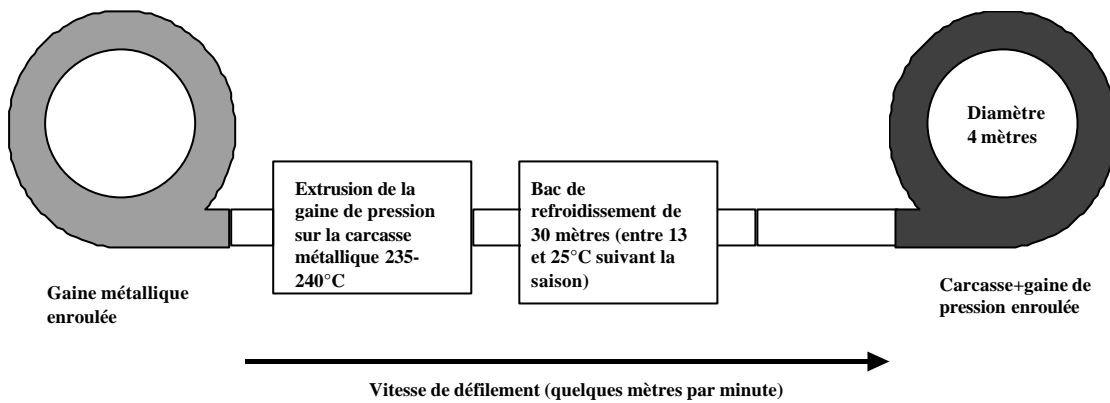 Diamètre
4 mètres
Extrusion de la
gaine de pression
sur la carcasse
métallique 235-
240°C
Bac de
refroidissement de
30 mètres (entre 13
et 25°C suivant la
saison)
Gaine métallique
enroulée
Carcasse+gaine de
pression enroulée
Vitesse de défilement (quelques mètres par minute)